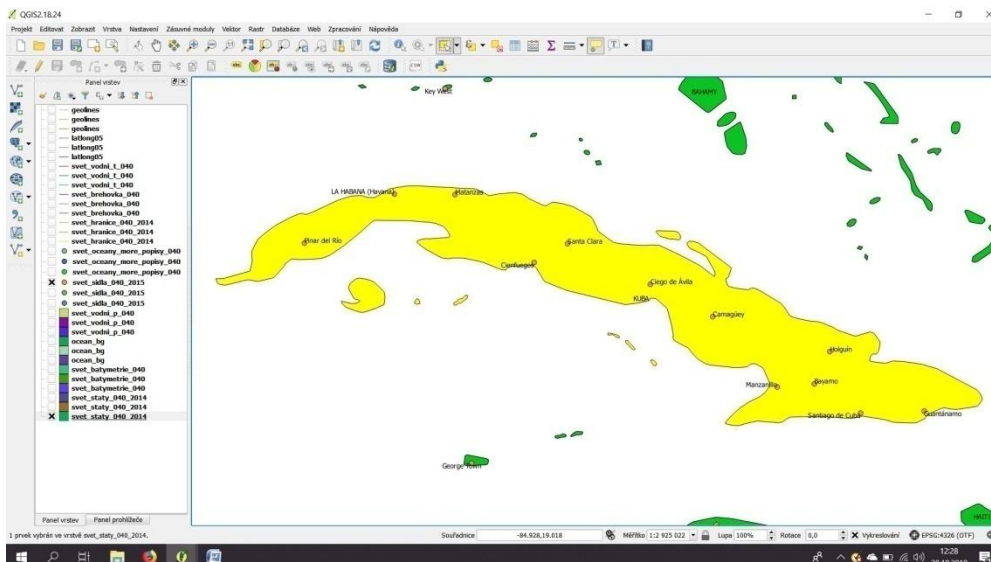 QGIS2.18.24
Projekt Editovat Zobrazit Vrstva Nastavení Zásuvné moduly Vektor Rastr Databáze Web Zpracování Nápověda
Panel vrstev
geolines
geolines
geolines
latlong05
latlong05
latlong05
svet_vodni_t_040
svet_vodni_t_040
svet_vodni_t_040
svet_brehovka_040
svet_brehovka_040
svet_brehovka_040
svet_hranice_040_2014
svet_hranice_040_2014
svet_hranice_040_2014
svet_oceany_more_popisy_040
svet_oceany_more_popisy_040
svet_oceany_more_popisy_040
svet_sidla_040_2015
svet_sidla_040_2015
svet_sidla_040_2015
svet_vodni_p_040
svet_vodni_p_040
svet_vodni_p_040
ocean_bg
ocean_bg
ocean_bg
svet_batymetrie_040
svet_batymetrie_040
svet_batymetrie_040
svet_staty_040_2014
svet_staty_040_2014
svet_staty_040_2014
Panel vrstev Panel prohlížeče
Key West
BAHAMY
LA HABANA (Havana)
Matanzas
Pinar del Río
Santa Clara
Cienfuegos
Ciego de Ávila
KUBA
Camagüey
Holguín
Manzanillo
Bayamo
Santiago de Cuba
Guantánamo
George Town
HAITI
1 prvek vybrán ve vrstvě svet_staty_040_2014.
Souřadnice -84.928,19.018 Měřítko 1:2 925 022 Lupa 100% Rotace 0,0 Vykreslování EPSG:4326 (OTF)
12:28